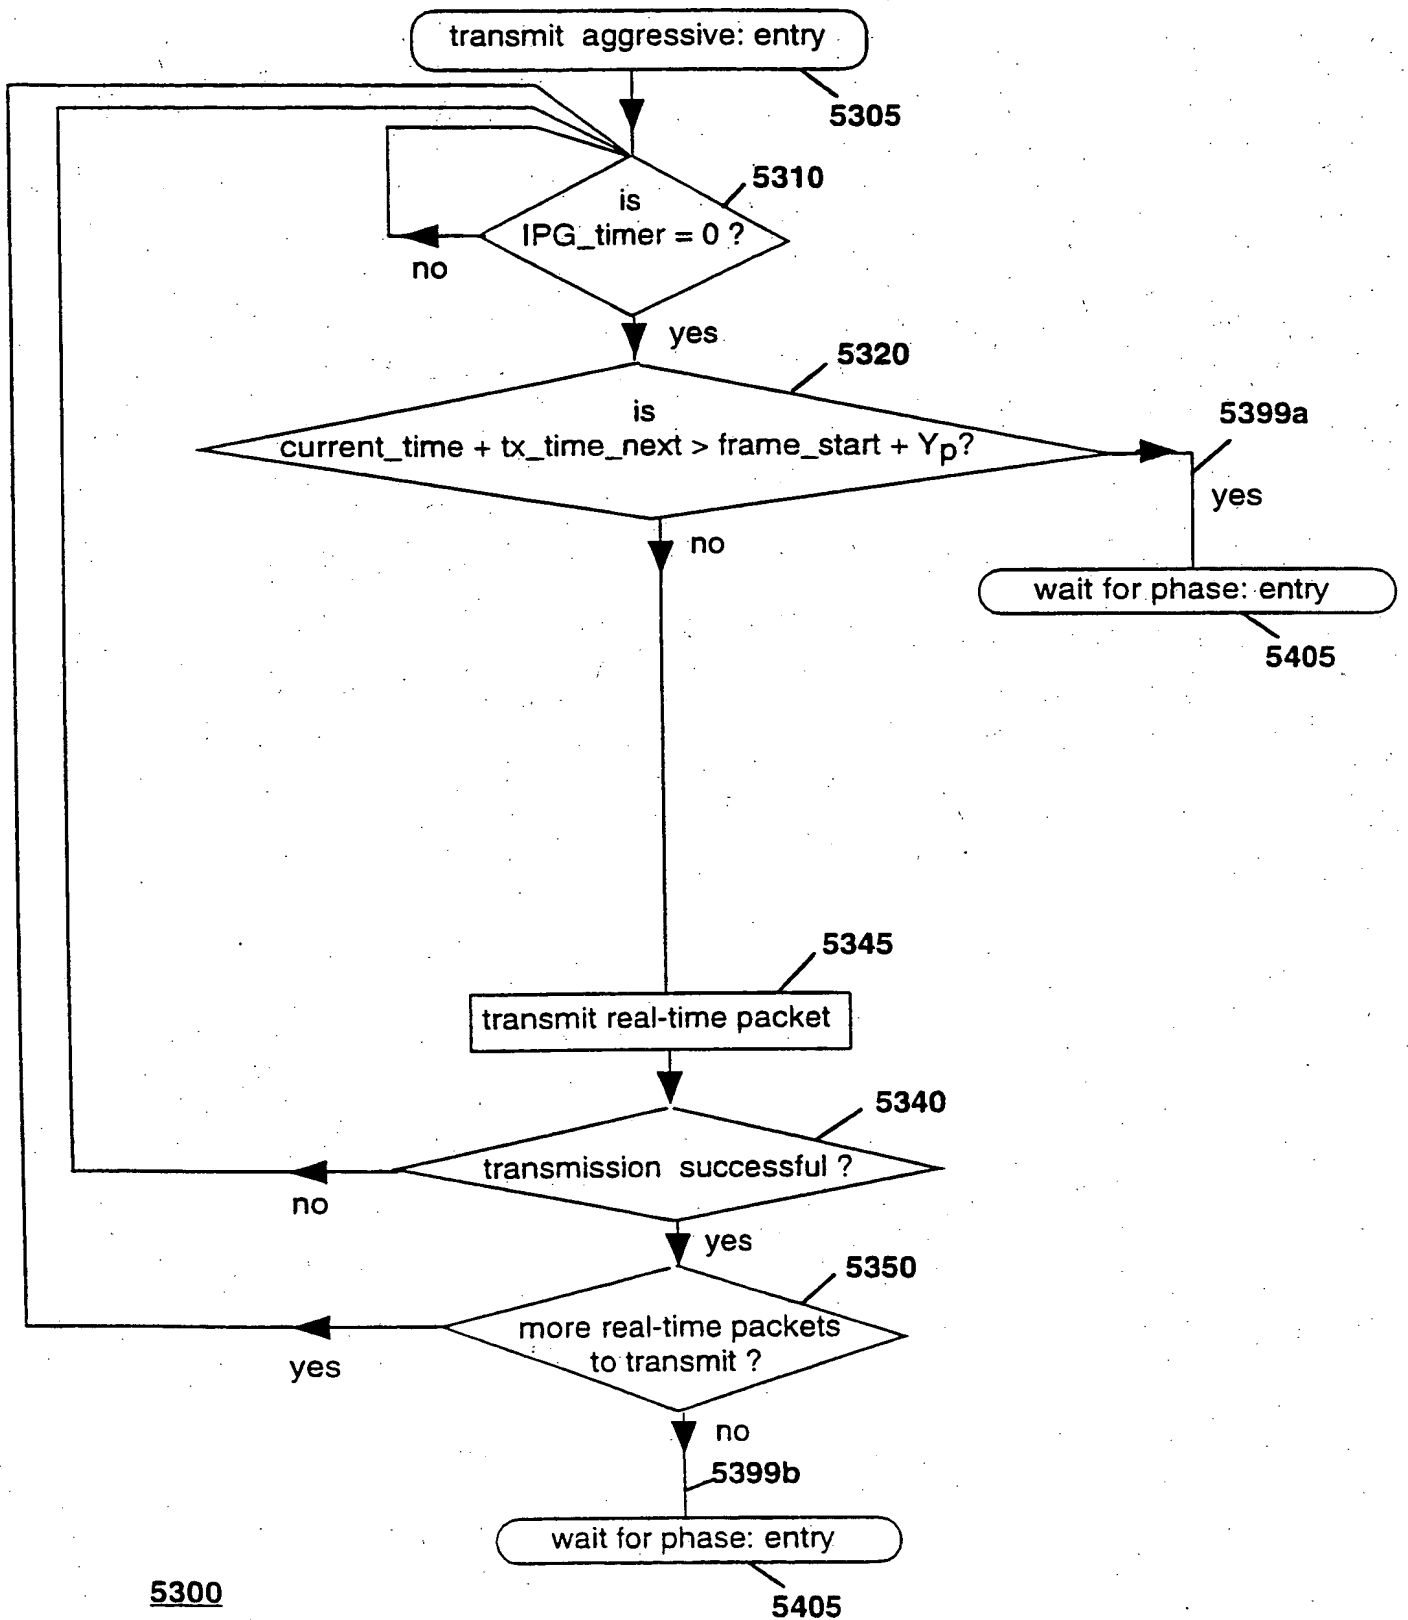 transmit aggressive: entry
5305
5310
is
IPG_timer = 0 ?
no
yes
5320
is
current_time + tx_time_next > frame_start + Yp?
5399a
yes
no
wait for phase: entry
5405
5345
transmit real-time packet
5340
transmission successful ?
no
yes
5350
more real-time packets
to transmit ?
yes
no
5399b
wait for phase: entry
5300
5405